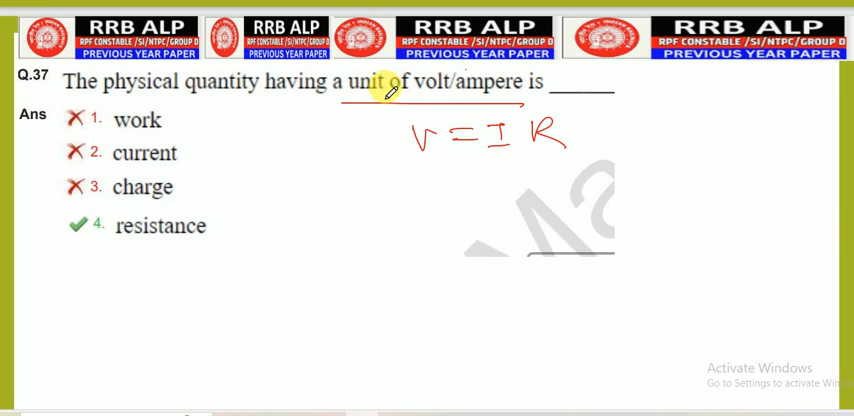 RRB ALP RRB ALP RRB ALP RRB ALP
RPF CONSTABLE /SI/NTPC/GROUP D RPF CONSTABLE /SI/NTPC/GROUP D RPF CONSTABLE /SI/NTPC/GROUP D RPF CONSTABLE /SI/NTPC/GROUP D
PREVIOUS YEAR PAPER PREVIOUS YEAR PAPER PREVIOUS YEAR PAPER PREVIOUS YEAR PAPER
Q.37 The physical quantity having a unit of volt/ampere is ______
V = I R
Ans 1. work
2. current
3. charge
4. resistance
Ma
Activate Windows
Go to Settings to activate Win